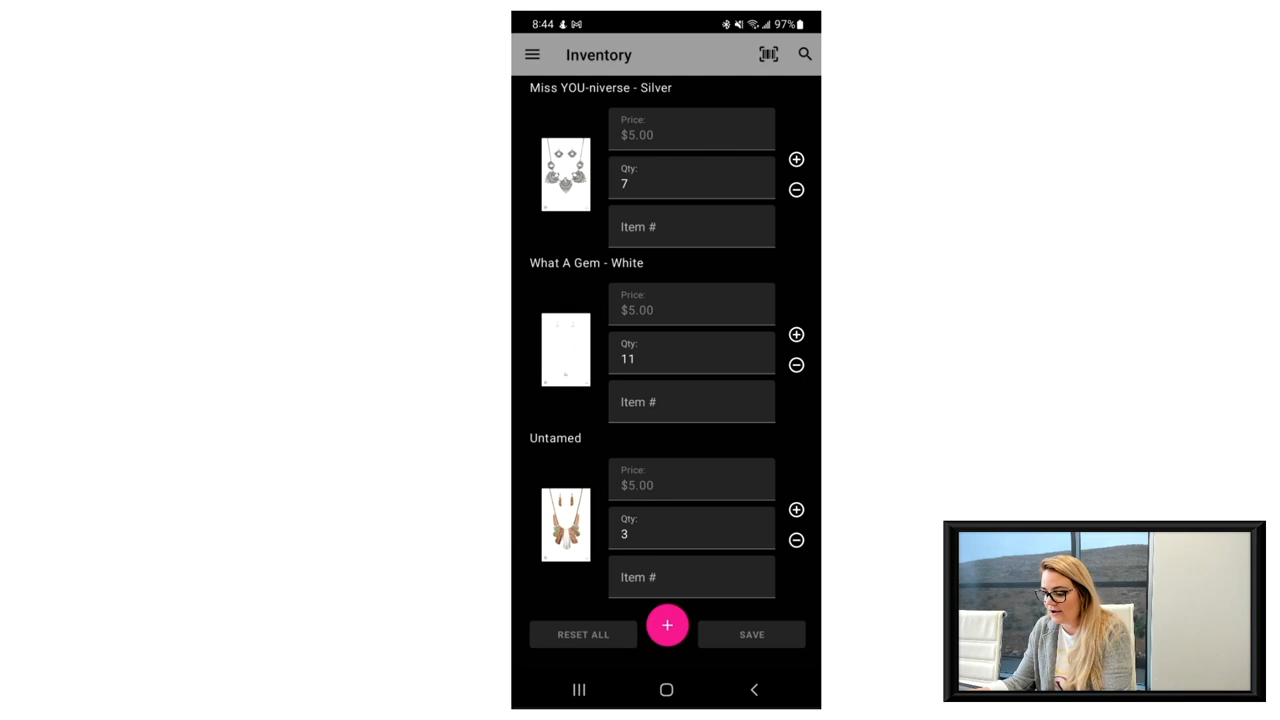 8:44 97%
Inventory
Miss YOU-niverse - Silver
Price:
$5.00
Qty:
7
Item #
What A Gem - White
Price:
$5.00
Qty:
11
Item #
Untamed
Price:
$5.00
Qty:
3
Item #
RESET ALL + SAVE